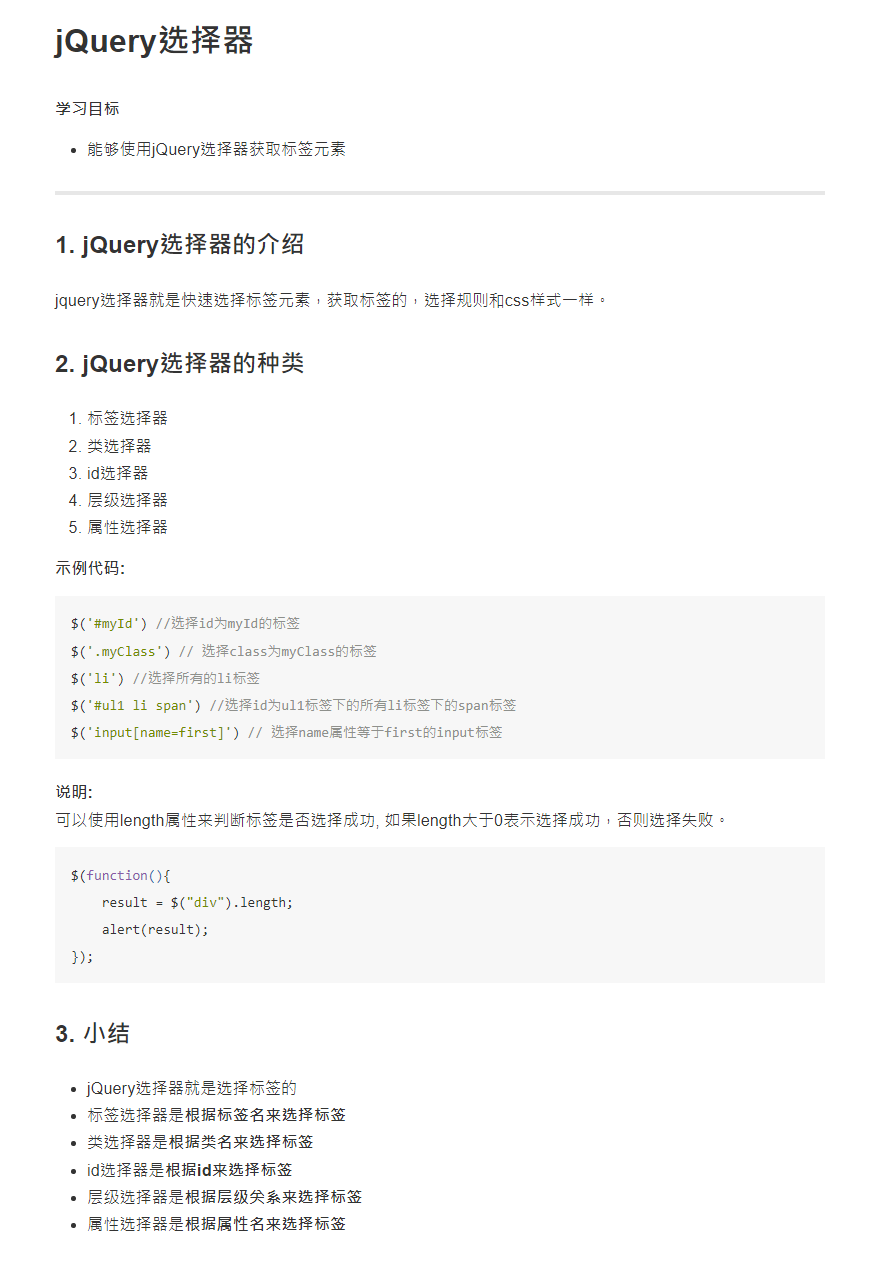 jQuery选择器
学习目标
• 能够使用jQuery选择器获取标签元素
1. jQuery选择器的介绍
jquery选择器就是快速选择标签元素，获取标签的，选择规则和css样式一样。
2. jQuery选择器的种类
1. 标签选择器
2. 类选择器
3. id选择器
4. 层级选择器
5. 属性选择器
示例代码:
$('#myId') //选择id为myId的标签
$('.myClass') // 选择class为myClass的标签
$('li') //选择所有的li标签
$('#ul1 li span') //选择id为ul1标签下的所有li标签下的span标签
$('input[name=first]') // 选择name属性等于first的input标签
说明:
可以使用length属性来判断标签是否选择成功, 如果length大于0表示选择成功，否则选择失败。
$(function(){
    result = $("div").length;
    alert(result);
});
3. 小结
• jQuery选择器就是选择标签的
• 标签选择器是根据标签名来选择标签
• 类选择器是根据类名来选择标签
• id选择器是根据id来选择标签
• 层级选择器是根据层级关系来选择标签
• 属性选择器是根据属性名来选择标签